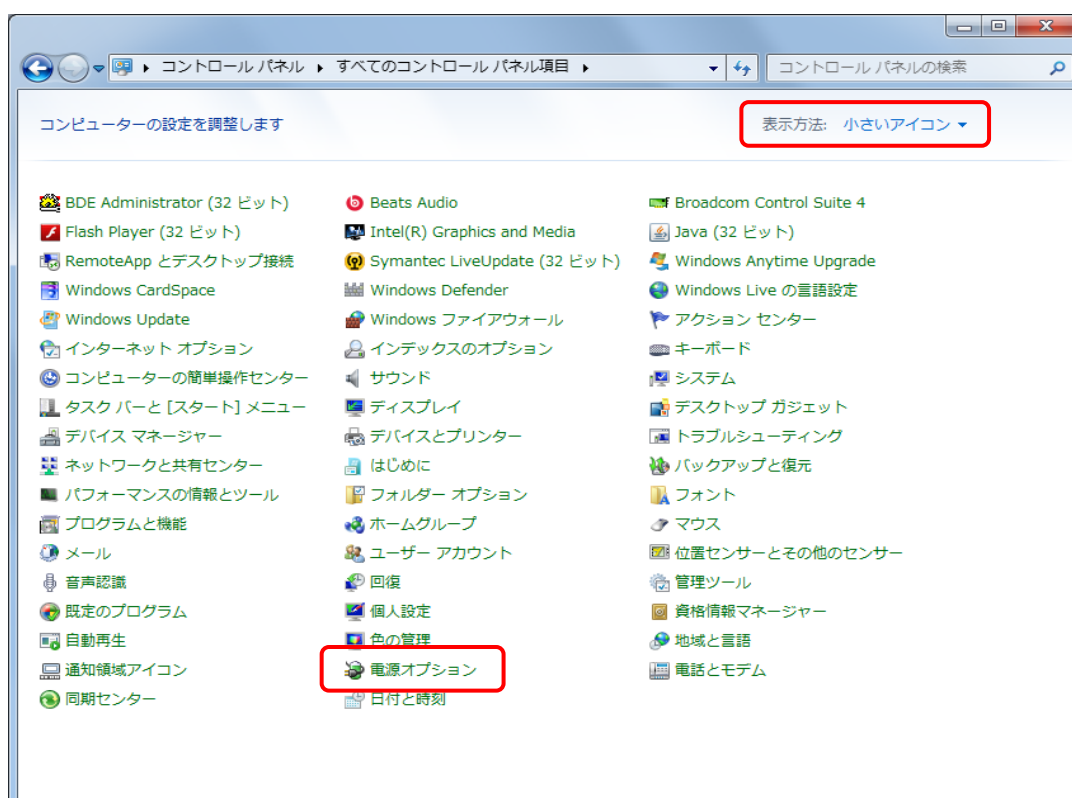 コントロール パネル ▸ すべてのコントロール パネル項目 ▸ コントロール パネルの検索
コンピューターの設定を調整します 表示方法: 小さいアイコン
BDE Administrator (32 ビット) Beats Audio Broadcom Control Suite 4
Flash Player (32 ビット) Intel(R) Graphics and Media Java (32 ビット)
RemoteApp とデスクトップ接続 Symantec LiveUpdate (32 ビット) Windows Anytime Upgrade
Windows CardSpace Windows Defender Windows Live の言語設定
Windows Update Windows ファイアウォール アクション センター
インターネット オプション インデックスのオプション キーボード
コンピューターの簡単操作センター サウンド システム
タスク バーと [スタート] メニュー ディスプレイ デスクトップ ガジェット
デバイス マネージャー デバイスとプリンター トラブルシューティング
ネットワークと共有センター はじめに バックアップと復元
パフォーマンスの情報とツール フォルダー オプション フォント
プログラムと機能 ホームグループ マウス
メール ユーザー アカウント 位置センサーとその他のセンサー
音声認識 回復 管理ツール
既定のプログラム 個人設定 資格情報マネージャー
自動再生 色の管理 地域と言語
通知領域アイコン 電源オプション 電話とモデム
同期センター 日付と時刻